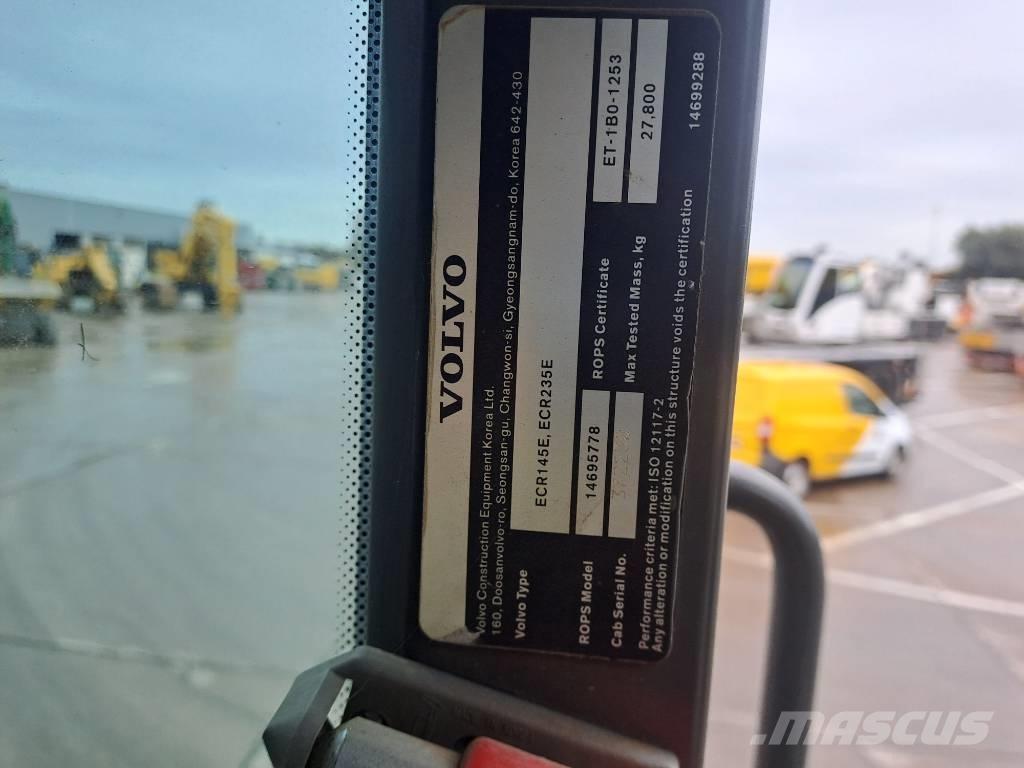 VOLVO
Volvo Construction Equipment Korea Ltd.
160, Doosanvolvo-ro, Seongsan-gu, Changwon-si, Gyeongsangnam-do, Korea 642-430
Volvo Type ECR145E, ECR235E
ROPS Model 14695778 ROPS Certificate ET-1B0-1253
Cab Serial No. Max Tested Mass, kg 27,800
Performance criteria met: ISO 12117-2
Any alteration or modification on this structure voids the certification
14699288
MASCUS